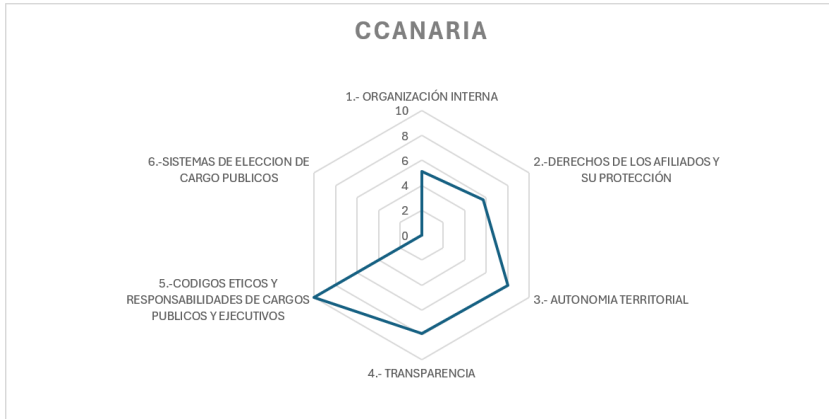 CCANARIA
1.- ORGANIZACIÓN INTERNA
10
8
6
4
2
0
2.-DERECHOS DE LOS AFILIADOS Y
SU PROTECCIÓN
3.- AUTONOMIA TERRITORIAL
4.- TRANSPARENCIA
5.-CODIGOS ETICOS Y
RESPONSABILIDADES DE CARGOS
PUBLICOS Y EJECUTIVOS
6.-SISTEMAS DE ELECCION DE
CARGO PUBLICOS